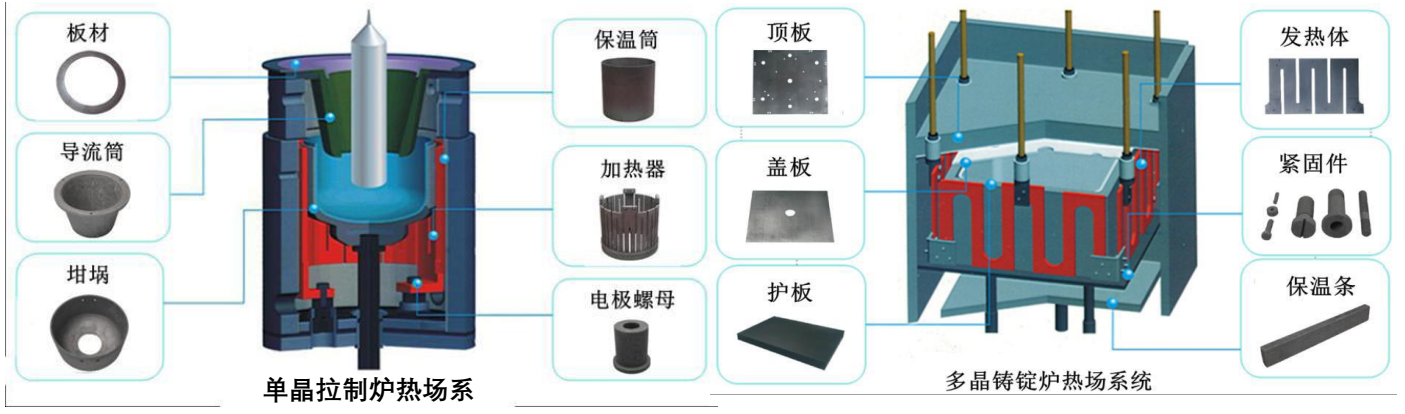 板材
导流筒
坩埚
保温筒
加热器
电极螺母
单晶拉制炉热场系
顶板
盖板
护板
发热体
紧固件
保温条
多晶铸锭炉热场系统